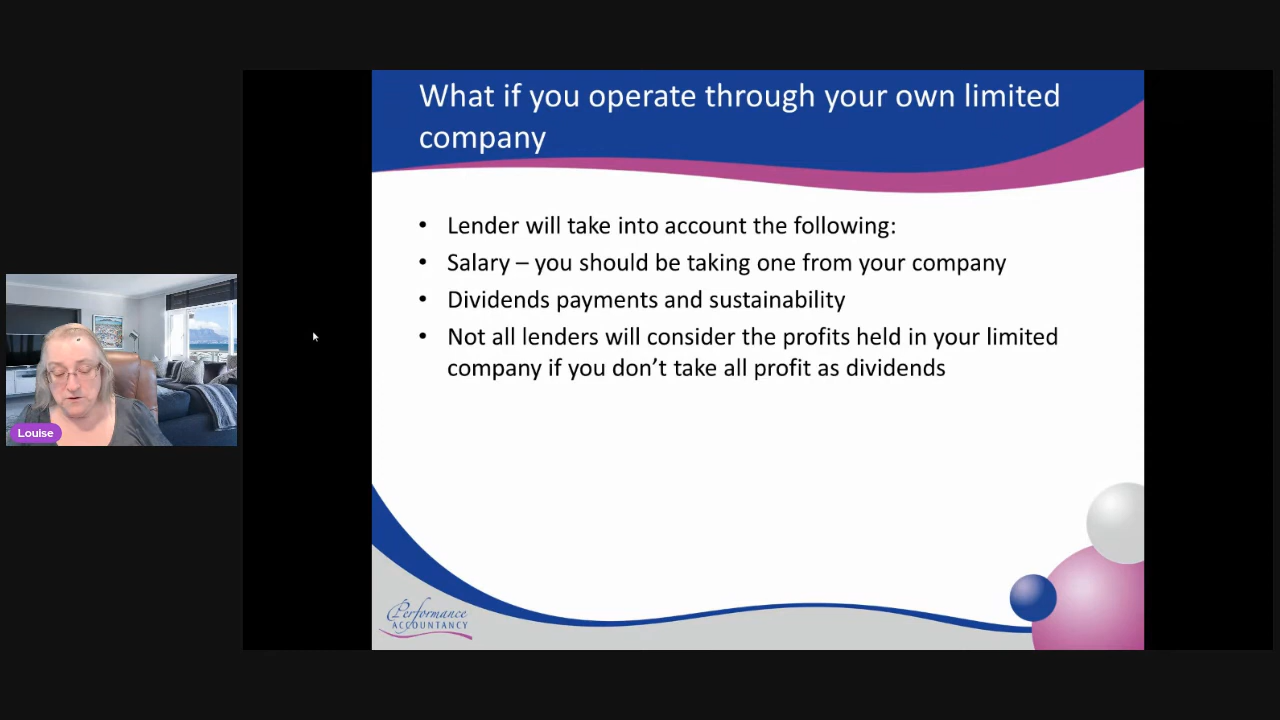 What if you operate through your own limited
company
• Lender will take into account the following:
• Salary – you should be taking one from your company
• Dividends payments and sustainability
• Not all lenders will consider the profits held in your limited
company if you don’t take all profit as dividends
Louise
Performance
ACCOUNTANCY